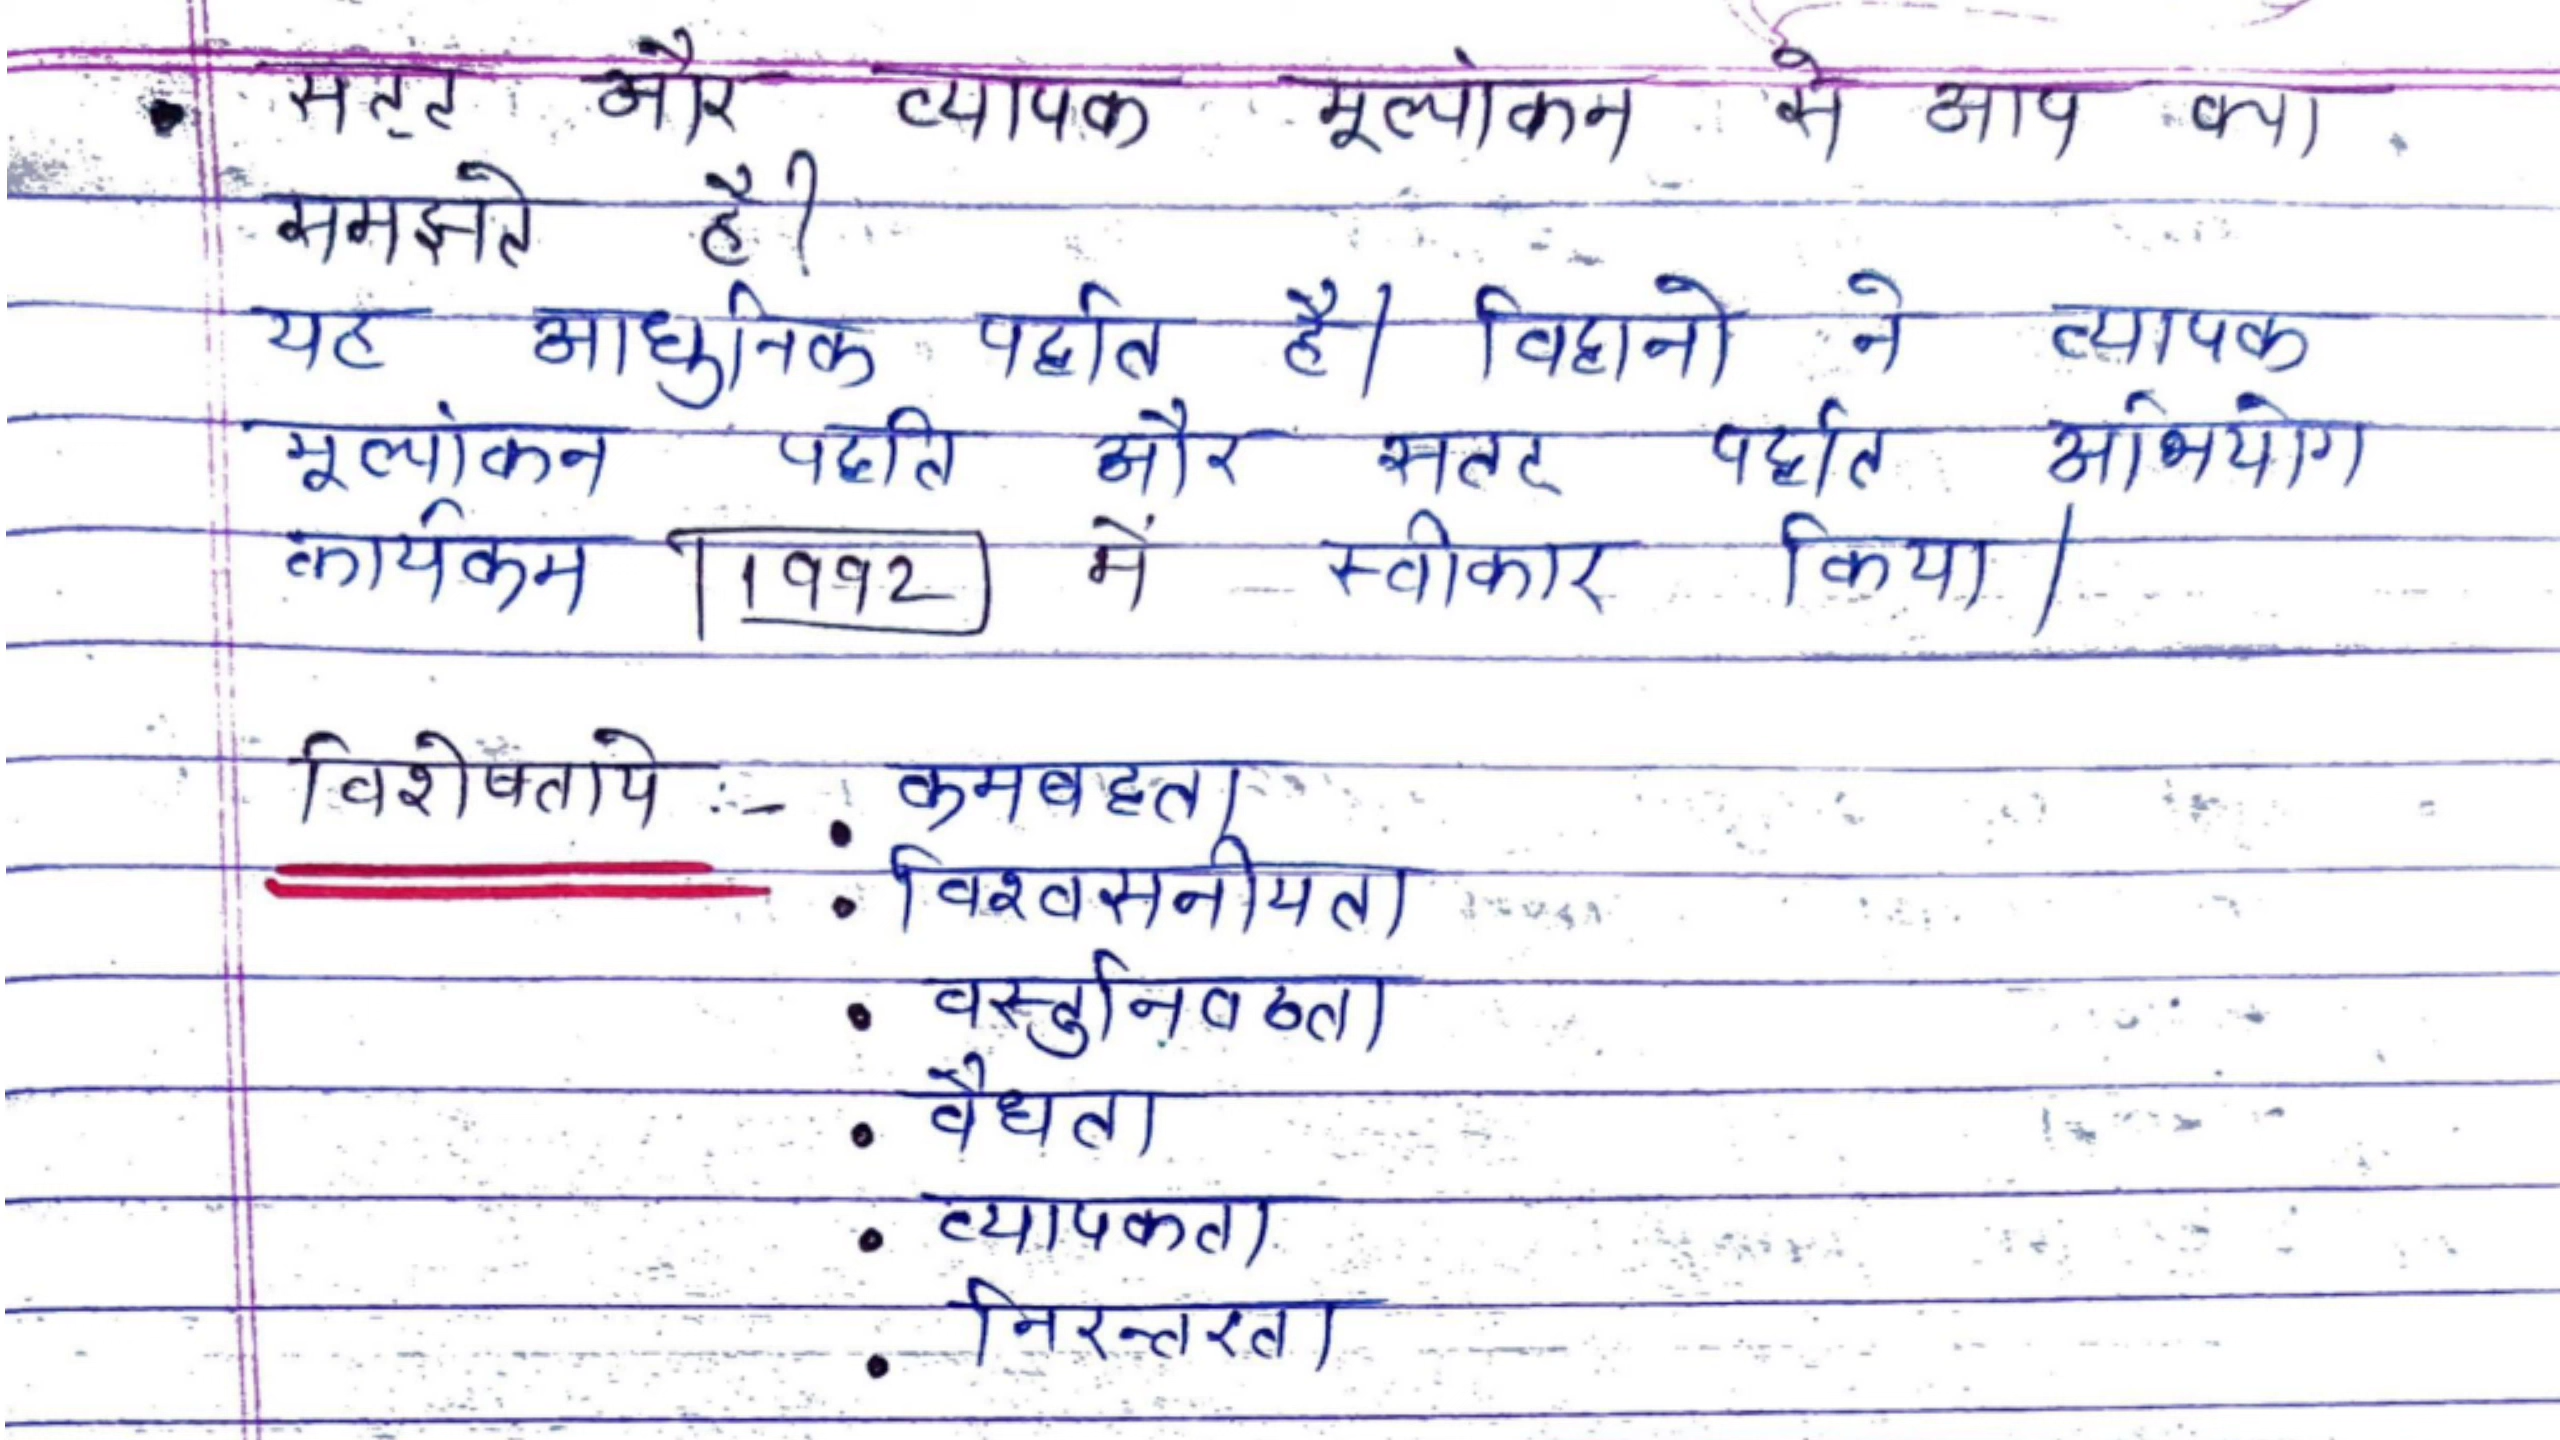 • सतत् और व्यापक मूल्यांकन से आप क्या
समझते है।
यह आधुनिक पद्धति है। विद्वानो ने व्यापक
मूल्यांकन पद्धति और सतत् पद्धति अभियोग
कार्यक्रम 1992 में स्वीकार किया।
विशेषताये :- • क्रमबद्धता
• विश्वसनीयता
• वस्तुनिष्ठता
• वैधता
• व्यापकता
• निरन्तरता